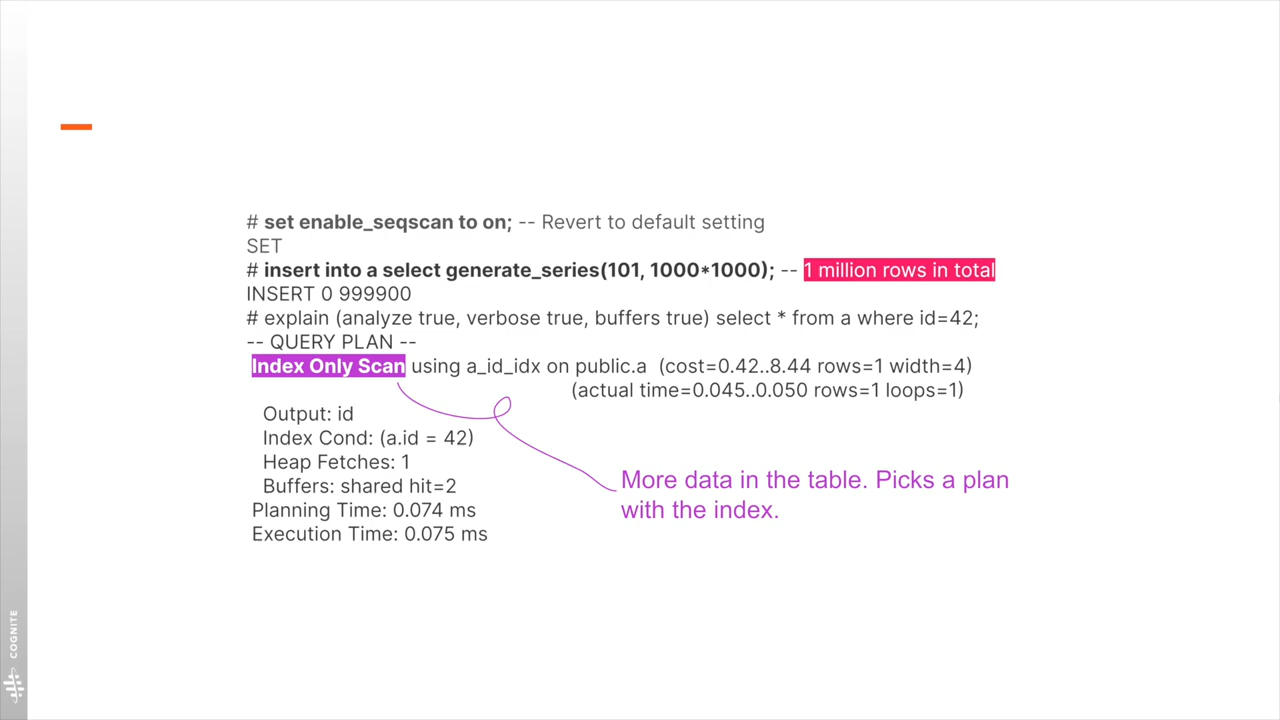 # set enable_seqscan to on; -- Revert to default setting
SET
# insert into a select generate_series(101, 1000*1000); -- 1 million rows in total
INSERT 0 999900
# explain (analyze true, verbose true, buffers true) select * from a where id=42;
-- QUERY PLAN --
Index Only Scan using a_id_idx on public.a (cost=0.42..8.44 rows=1 width=4)
(actual time=0.045..0.050 rows=1 loops=1)
Output: id
Index Cond: (a.id = 42)
Heap Fetches: 1
Buffers: shared hit=2
Planning Time: 0.074 ms
Execution Time: 0.075 ms
More data in the table. Picks a plan
with the index.
COGNITE